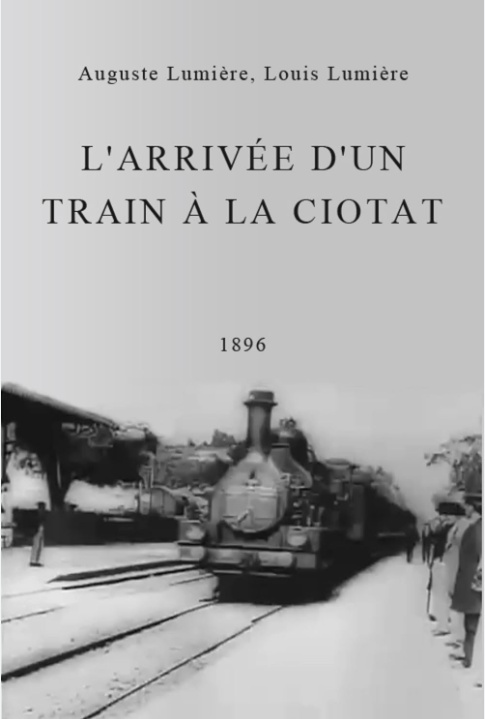 Auguste Lumière, Louis Lumière
L'ARRIVÉE D'UN
TRAIN À LA CIOTAT
1896